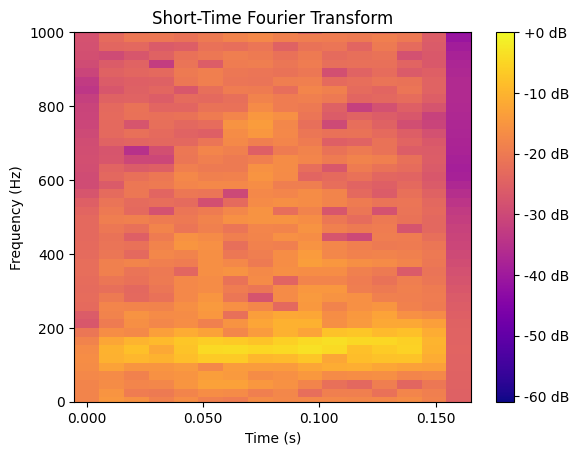 Short-Time Fourier Transform
Frequency (Hz)
1000
800
600
400
200
0
0.000
0.050
0.100
0.150
Time (s)
+0 dB
-10 dB
-20 dB
-30 dB
-40 dB
-50 dB
-60 dB